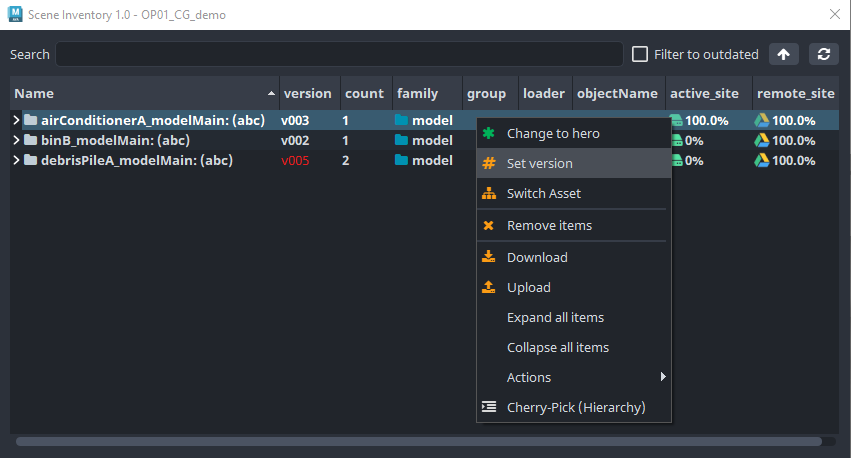 Scene Inventory 1.0 - OP01_CG_demo
Search
Filter to outdated
Name version count family group loader objectName active_site remote_site
airConditionerA_modelMain: (abc) v003 1 model 100.0% 100.0%
binB_modelMain: (abc) v002 1 model 0% 100.0%
debrisPileA_modelMain: (abc) v005 2 model 0% 100.0%
Change to hero
Set version
Switch Asset
Remove items
Download
Upload
Expand all items
Collapse all items
Actions
Cherry-Pick (Hierarchy)